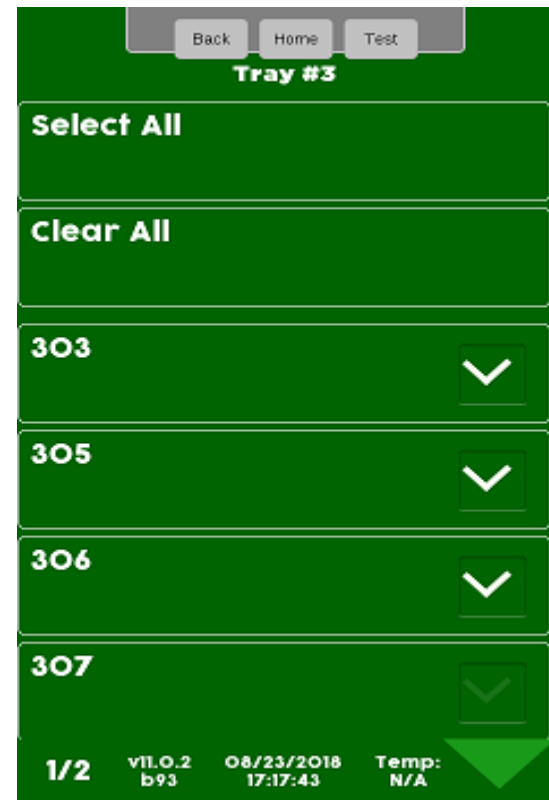 Back Home Test
Tray #3
Select All
Clear All
303
305
306
307
1/2 v11.0.2 08/23/2018 Temp:
b93 17:17:43 N/A